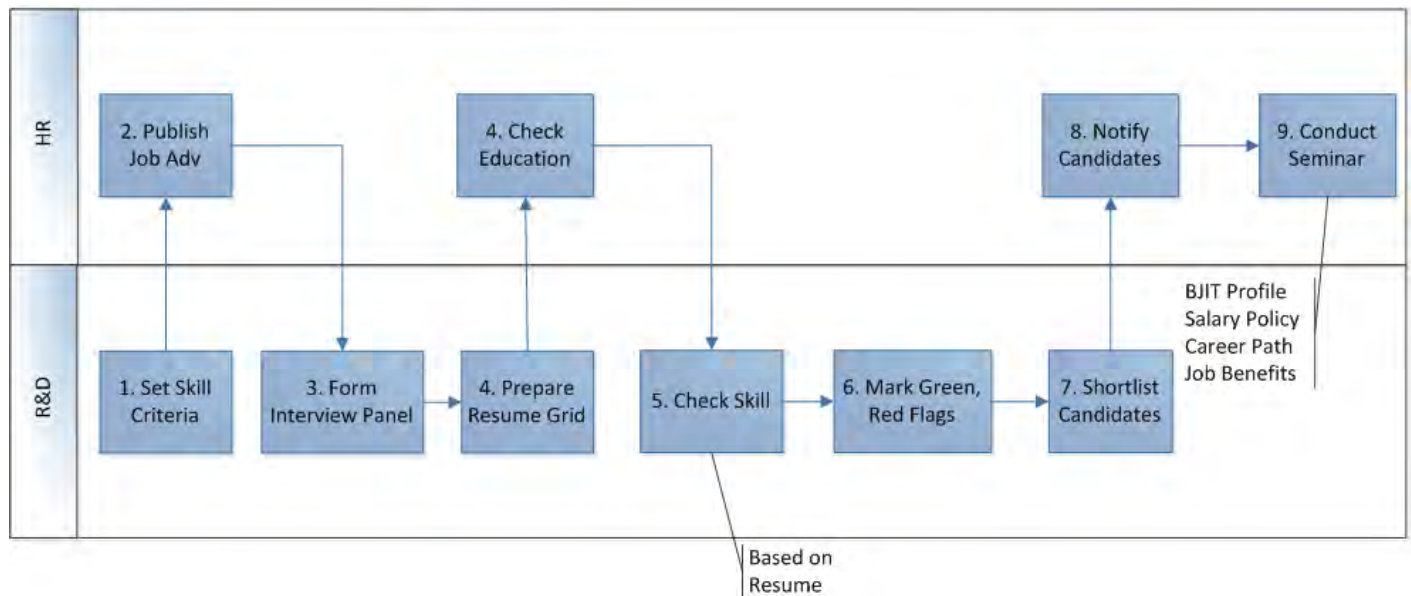 HR
2. Publish
Job Adv
4. Check
Education
8. Notify
Candidates
9. Conduct
Seminar
R&D
1. Set Skill
Criteria
3. Form
Interview Panel
4. Prepare
Resume Grid
5. Check Skill
6. Mark Green,
Red Flags
7. Shortlist
Candidates
BJIT Profile
Salary Policy
Career Path
Job Benefits
Based on
Resume